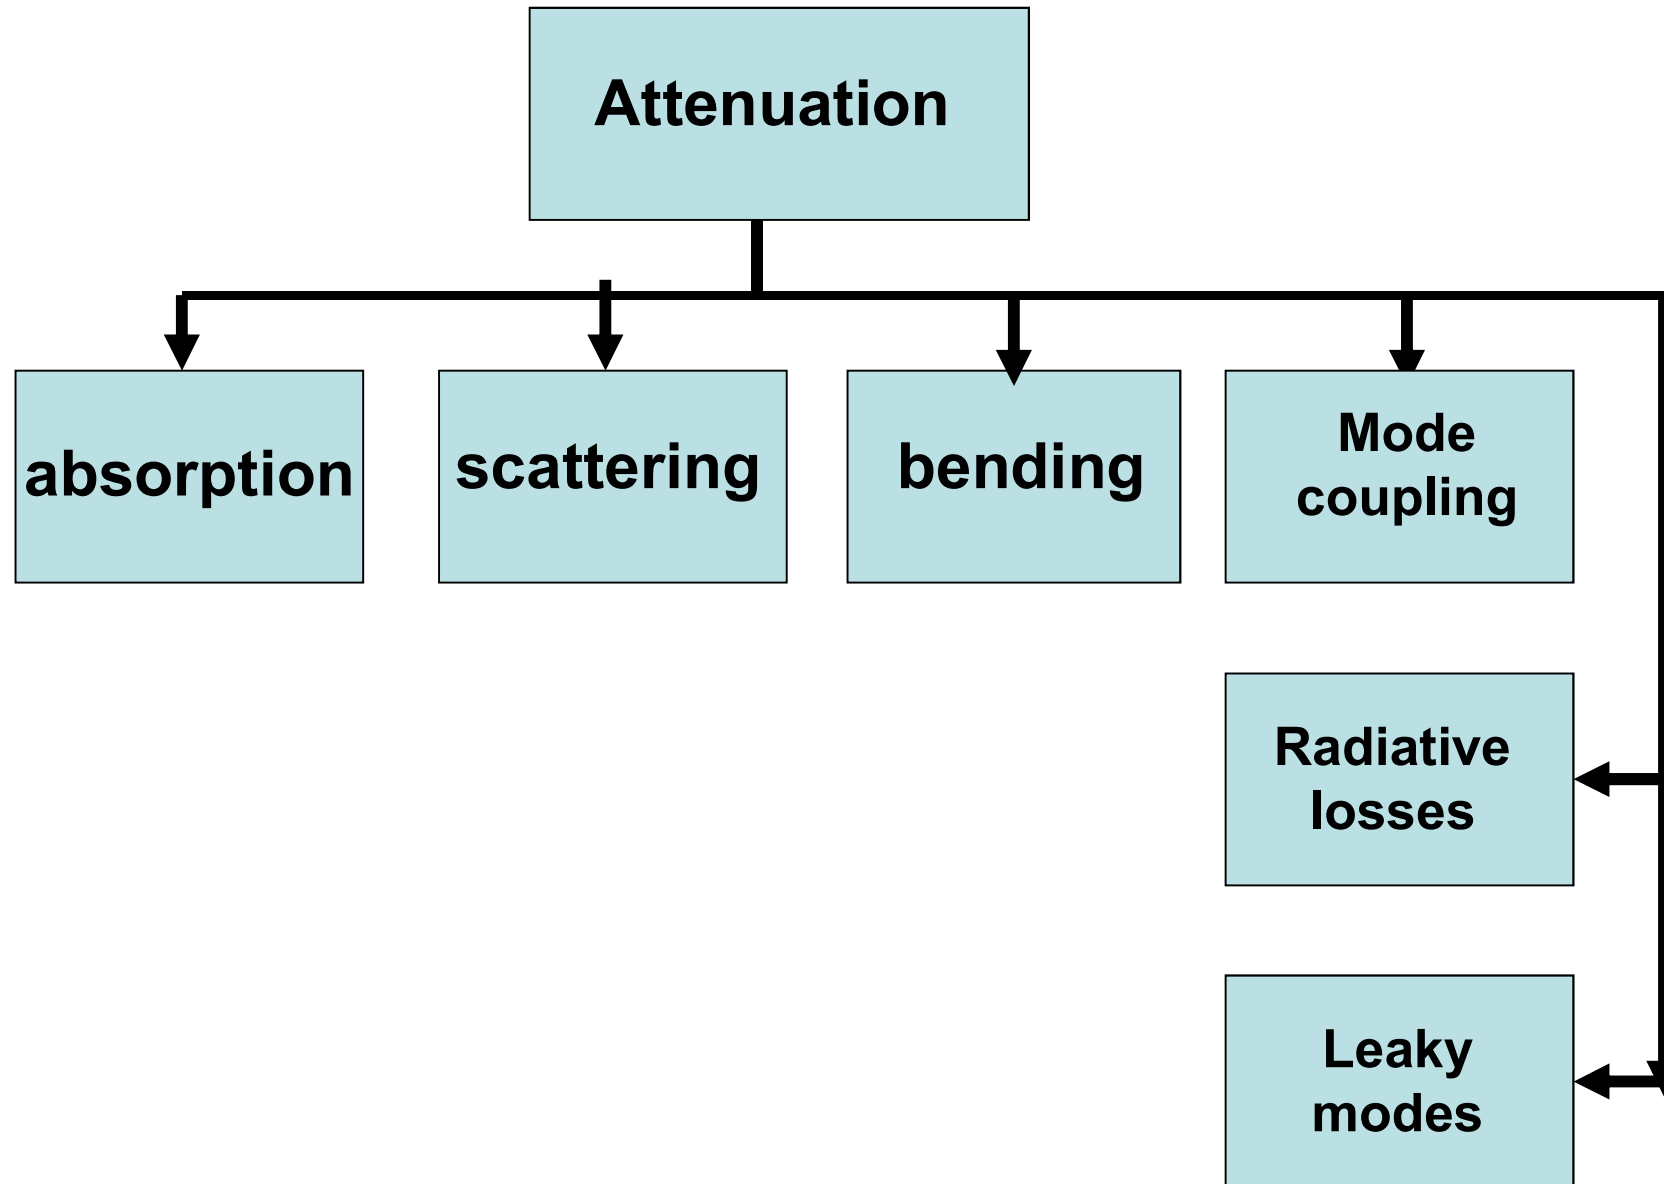 Attenuation
absorption
scattering
bending
Mode
coupling
Radiative
losses
Leaky
modes